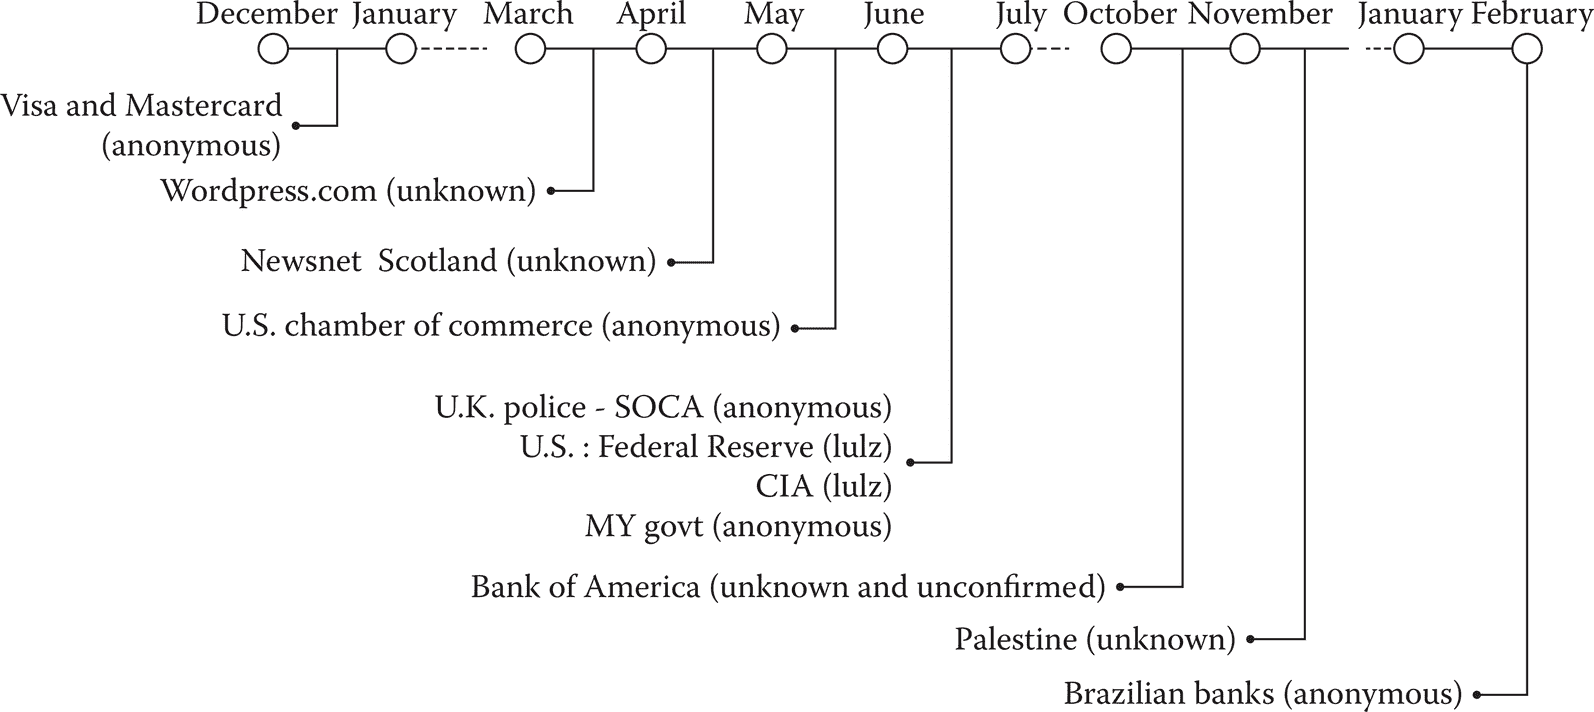 December January March April May June July October November January February
Visa and Mastercard
(anonymous)
Wordpress.com (unknown)
Newsnet Scotland (unknown)
U.S. chamber of commerce (anonymous)
U.K. police - SOCA (anonymous)
U.S. : Federal Reserve (lulz)
CIA (lulz)
MY govt (anonymous)
Bank of America (unknown and unconfirmed)
Palestine (unknown)
Brazilian banks (anonymous)